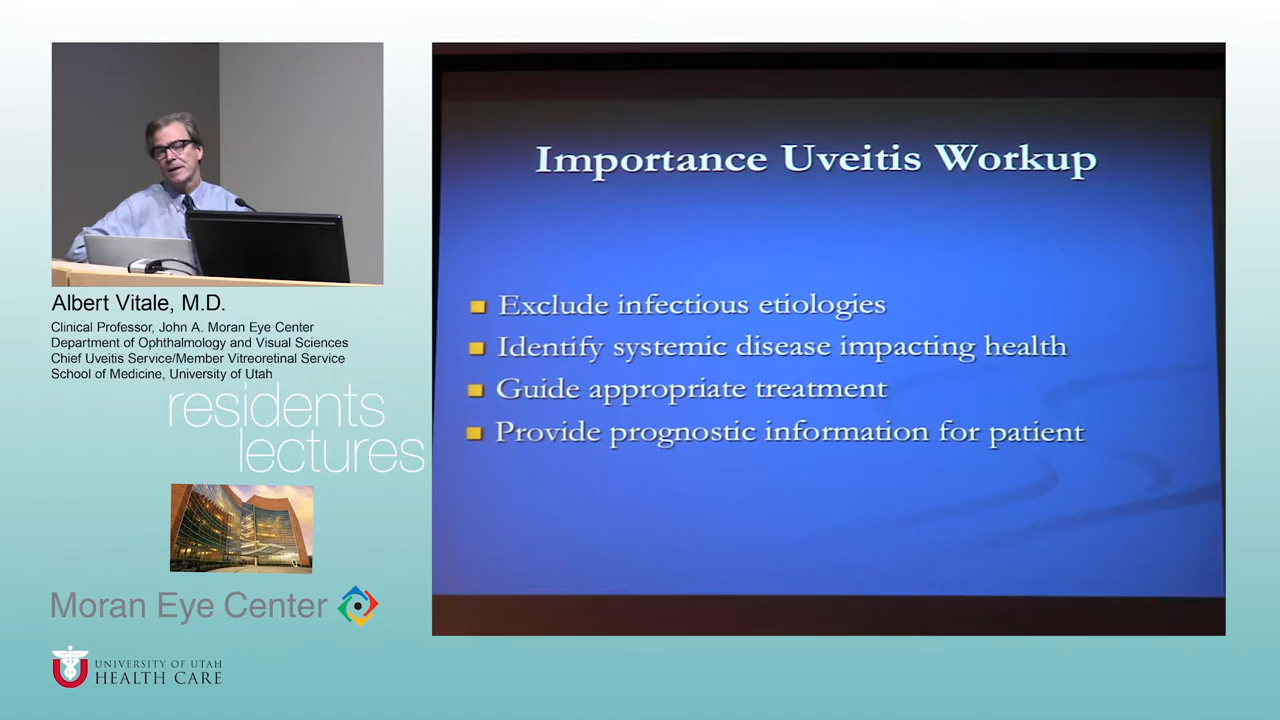 Importance Uveitis Workup
Exclude infectious etiologies
Identify systemic disease impacting health
Guide appropriate treatment
Provide prognostic information for patient
Albert Vitale, M.D.
Clinical Professor, John A. Moran Eye Center
Department of Ophthalmology and Visual Sciences
Chief Uveitis Service/Member Vitreoretinal Service
School of Medicine, University of Utah
residents
lectures
Moran Eye Center
UNIVERSITY OF UTAH
HEALTH CARE